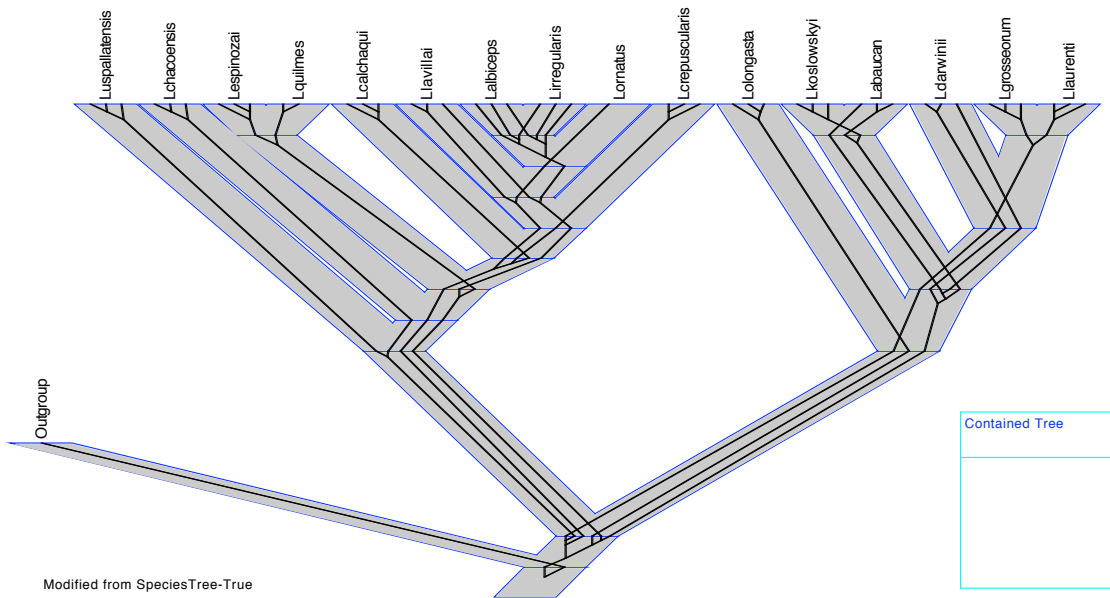 Luspallatensis
Lchacoensis
Lespinozai
Lquilmes
Lcalchaqui
Llavillai
Lalbiceps
Lirregularis
Lornatus
Lcrepuscularis
Lolongasta
Lkoslowskyi
Labaucan
Ldarwinii
Lgrosseorum
Llaurenti
Outgroup
Contained Tree
Modified from SpeciesTree-True